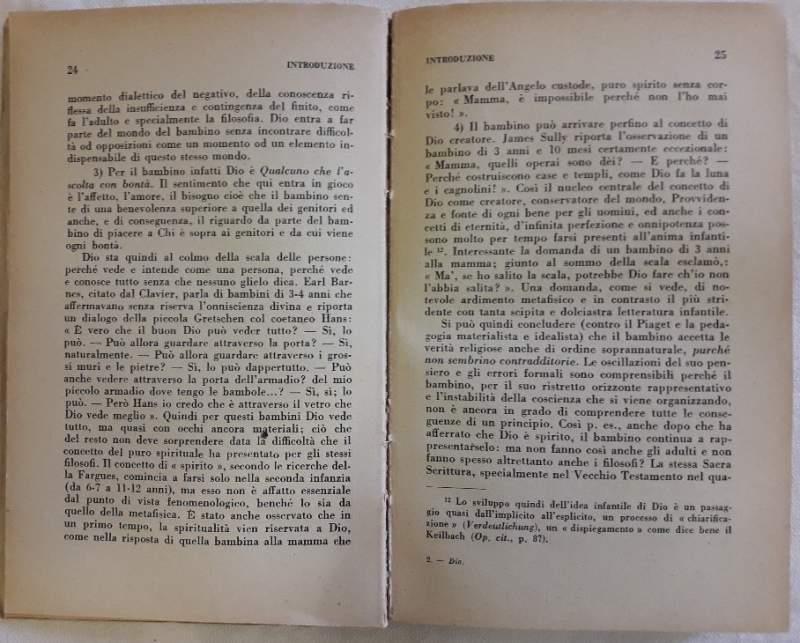 24
INTRODUZIONE
momento dialettico del negativo, della conoscenza ri-
flessa della insufficienza e contingenza del finito, come
fa l'adulto e specialmente la filosofia. Dio entra a far
parte del mondo del bambino senza incontrare difficol-
tà od opposizioni come un momento od un elemento in-
dispensabile di questo stesso mondo.
3) Per il bambino infatti Dio è Qualcuno che l'a-
scolta con bontà. Il sentimento che qui entra in gioco
è l'affetto, l'amore, il bisogno cioè che il bambino sen-
te di una benevolenza superiore a quella dei genitori ed
anche, e di conseguenza, il riguardo da parte del bam-
bino di piacere a Chi è sopra ai genitori e da cui viene
ogni bontà.
Dio sta quindi al colmo della scala delle persone:
perché vede e intende come una persona, perché vede
e conosce tutto senza che nessuno glielo dica. Earl Bar-
nes, citato dal Clavier, parla di bambini di 3-4 anni che
affermavano senza riserva l'onniscienza divina e riporta
un dialogo della piccola Gretschen col coetaneo Hans:
« È vero che il buon Dio può veder tutto? — Sì, lo
può. — Può allora guardare attraverso la porta? — Sì,
naturalmente. — Può allora guardare attraverso i gros-
si muri e le pietre? — Sì, lo può dappertutto. — Può
anche vedere attraverso la porta dell'armadio? del mio
piccolo armadio dove tengo le bambole...? — Sì, sì; lo
può. — Però Hans io credo che è attraverso il vetro che
Dio vede meglio ». Quindi per questi bambini Dio vede
tutto, ma quasi con occhi ancora materiali; ciò che
del resto non deve sorprendere data la difficoltà che il
concetto del puro spirituale ha presentato per gli stessi
filosofi. Il concetto di « spirito », secondo le ricerche del-
la Fargues, comincia a farsi solo nella seconda infanzia
(da 6-7 a 11-12 anni), ma esso non è affatto essenziale
dal punto di vista fenomenologico, benché lo sia da
quello della metafisica. È stato anche osservato che in
un primo tempo, la spiritualità vien riservata a Dio,
come nella risposta di quella bambina alla mamma che
INTRODUZIONE
25
le parlava dell'Angelo custode, puro spirito senza cor-
po: « Mamma, è impossibile perché non l'ho mai
visto! ».
4) Il bambino può arrivare perfino al concetto di
Dio creatore. James Sully riporta l'osservazione di un
bambino di 3 anni e 10 mesi certamente eccezionale:
« Mamma, quelli operai sono dèi? — E perché? —
Perché costruiscono case e templi, come Dio fa la luna
e i cagnolini! ». Così il nucleo centrale del concetto di
Dio come creatore, conservatore del mondo, Provviden-
za e fonte di ogni bene per gli uomini, ed anche i con-
cetti di eternità, d'infinita perfezione e onnipotenza pos-
sono molto per tempo farsi presenti all'anima infanti-
le ¹². Interessante la domanda di un bambino di 3 anni
alla mamma; giunto al sommo della scala esclamò,:
« Ma', se ho salito la scala, potrebbe Dio fare ch'io non
l'abbia salita? ». Una domanda, come si vede, di no-
tevole ardimento metafisico e in contrasto il più stri-
dente con tanta scipita e dolciastra letteratura infantile.
Si può quindi concludere (contro il Piaget e la peda-
gogia materialista e idealista) che il bambino accetta le
verità religiose anche di ordine soprannaturale, purché
non sembrino contradditorie. Le oscillazioni del suo pen-
siero e gli errori formali sono comprensibili perché il
bambino, per il suo ristretto orizzonte rappresentativo
e l'instabilità della coscienza che si viene organizzando,
non è ancora in grado di comprendere tutte le conse-
guenze di un principio. Così p. es., anche dopo che ha
afferrato che Dio è spirito, il bambino continua a rap-
presentarselo: ma non fanno così anche gli adulti e non
fanno spesso altrettanto anche i filosofi? La stessa Sacra
Scrittura, specialmente nel Vecchio Testamento nel qua-
¹² Lo sviluppo quindi dell'idea infantile di Dio è un passag-
gio quasi dall'implicito all'esplicito, un processo di « chiarifica-
zione » (Verdeutlichung), un « dispiegamento » come dice bene il
Keilbach (Op. cit., p. 87).
2. — Dio.